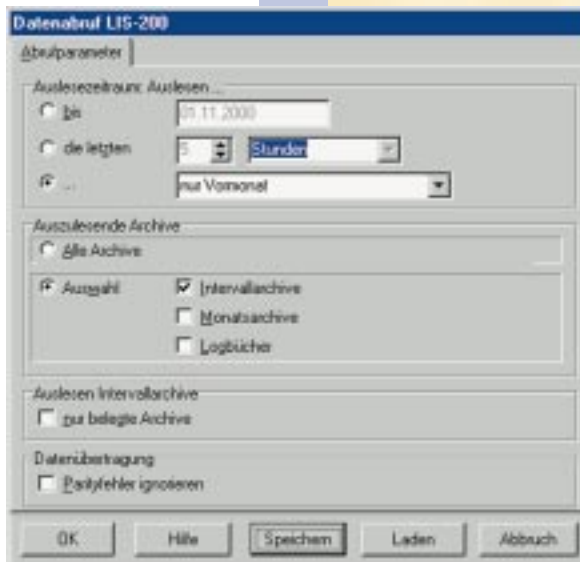 Datenabruf LIS-200
Abrufparameter
Auslesezeitraum: Auslesen ...
bis 01.11.2000
die letzten 5 Stunden
... nur Vormonat
Auszulesende Archive
Alle Archive
Auswahl Intervallarchive
Monatsarchive
Logbücher
Auslesen Intervallarchive
nur belegte Archive
Datenübertragung
Parityfehler ignorieren
OK Hilfe Speichern Laden Abbruch